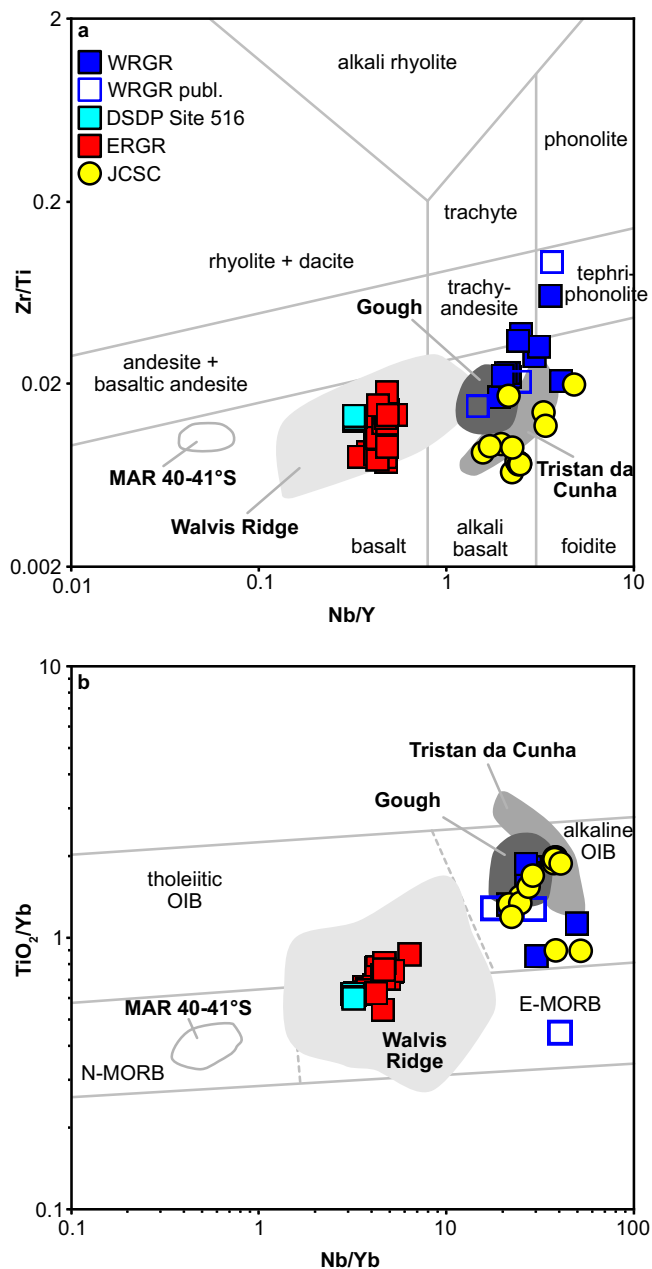 a
WRGR
WRGR publ.
DSDP Site 516
ERGR
JCSC
alkali rhyolite
phonolite
trachyte
rhyolite + dacite
tephri-
phonolite
trachy-
andesite
Gough
andesite +
basaltic andesite
MAR 40-41°S
Walvis Ridge
Tristan da
Cunha
basalt
alkali
basalt
foidite
2
0.2
0.02
0.002
Zr/Ti
0.01
0.1
1
10
Nb/Y
b
Tristan da Cunha
Gough
alkaline
OIB
tholeiitic
OIB
MAR 40-41°S
N-MORB
Walvis
Ridge
E-MORB
10
1
0.1
TiO₂/Yb
0.1
1
10
100
Nb/Yb